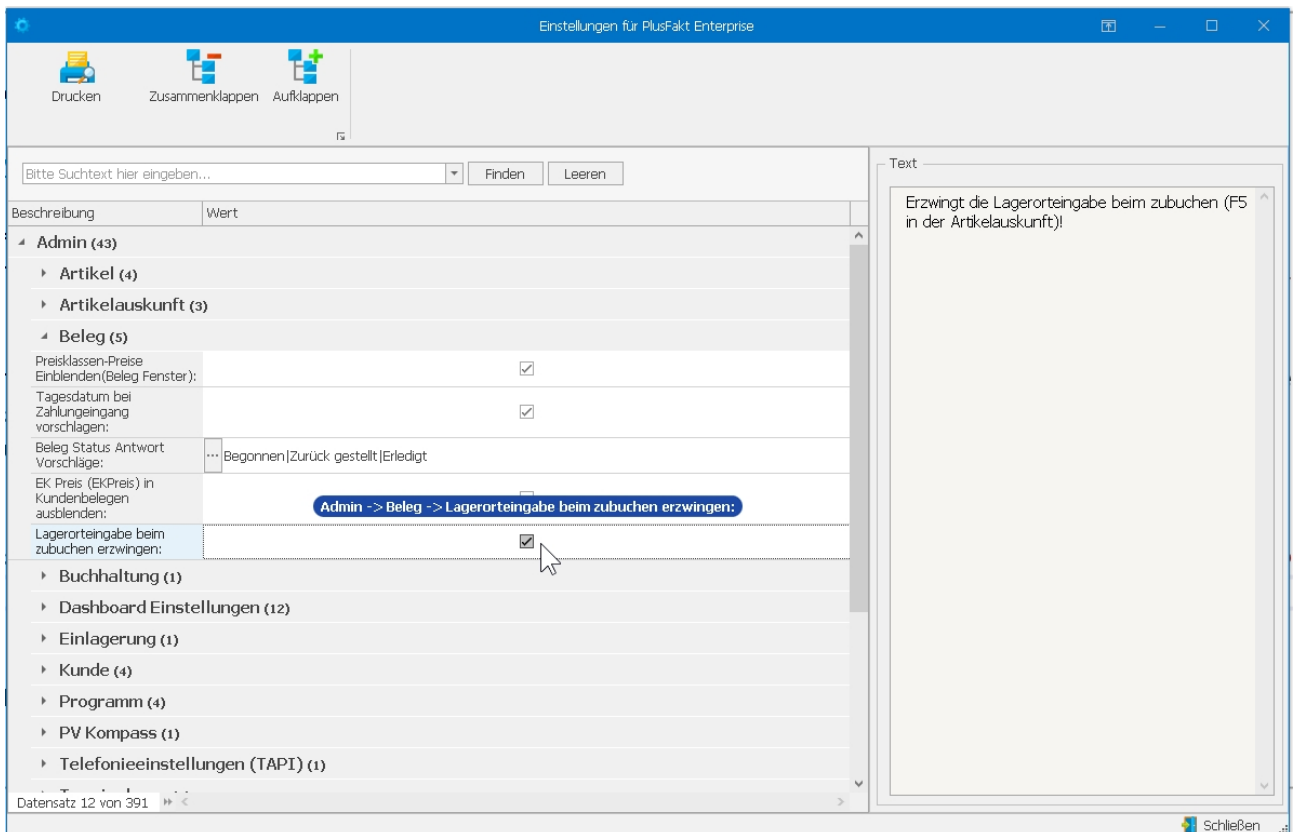 Einstellungen für PlusFakt Enterprise
Drucken
Zusammenklappen
Aufklappen
Bitte Suchtext hier eingeben...
Finden
Leeren
Beschreibung
Wert
Admin (43)
Artikel (4)
Artikelauskunft (3)
Beleg (5)
Preisklassen-Preise
Einblenden(Beleg Fenster):
Tagesdatum bei
Zahlungeingang
vorschlagen:
Beleg Status Antwort
Vorschläge:
... Begonnen|Zurück gestellt|Erledigt
EK Preis (EKPreis) in
Kundenbelegen
ausblenden:
Admin -> Beleg -> Lagerorteingabe beim zubuchen erzwingen:
Lagerorteingabe beim
zubuchen erzwingen:
Buchhaltung (1)
Dashboard Einstellungen (12)
Einlagerung (1)
Kunde (4)
Programm (4)
PV Kompass (1)
Telefonieeinstellungen (TAPI) (1)
Datensatz 12 von 391
Text
Erzwingt die Lagerorteingabe beim zubuchen (F5
in der Artikelauskunft)!
Schließen